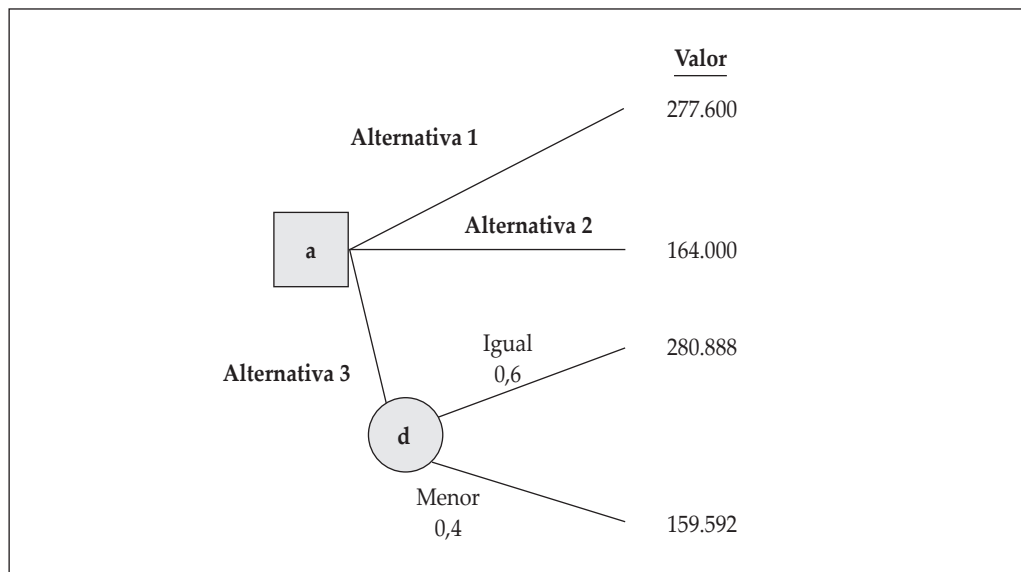 Valor
277.600
Alternativa 1
Alternativa 2
a
164.000
Igual
280.888
Alternativa 3
0,6
d
Menor
159.592
0,4